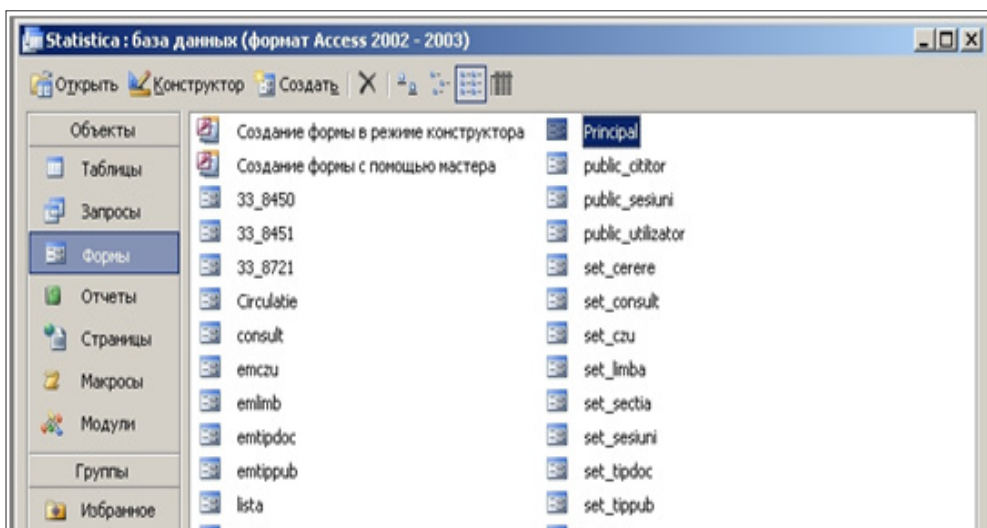 Statistica : база данных (формат Access 2002 - 2003)
Открыть Конструктор Создать
Объекты
Таблицы
Запросы
Формы
Отчеты
Страницы
Макросы
Модули
Группы
Избранное
Создание формы в режиме конструктора
Создание формы с помощью мастера
33_8450
33_8451
33_8721
Circulatie
consult
emczu
emlimb
emtipdoc
emtippub
lista
Principal
public_cititor
public_sesiuni
public_utilizator
set_cerere
set_consult
set_czu
set_limba
set_sectia
set_sesiuni
set_tipdoc
set_tippub